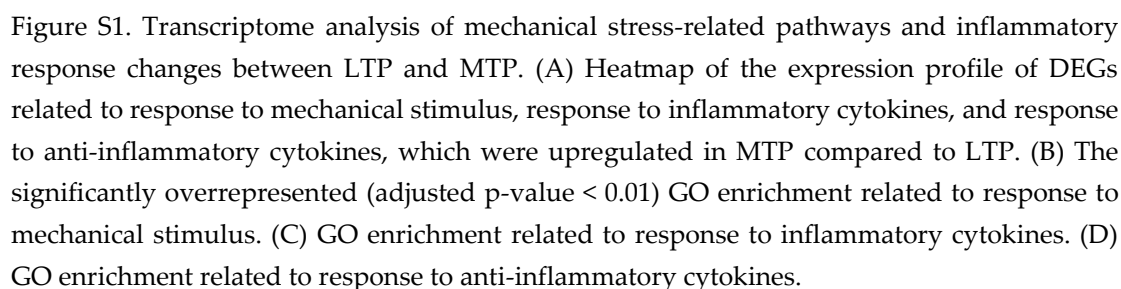 Figure S1. Transcriptome analysis of mechanical stress-related pathways and inflammatory
response changes between LTP and MTP. (A) Heatmap of the expression profile of DEGs
related to response to mechanical stimulus, response to inflammatory cytokines, and response
to anti-inflammatory cytokines, which were upregulated in MTP compared to LTP. (B) The
significantly overrepresented (adjusted p-value < 0.01) GO enrichment related to response to
mechanical stimulus. (C) GO enrichment related to response to inflammatory cytokines. (D)
GO enrichment related to response to anti-inflammatory cytokines.